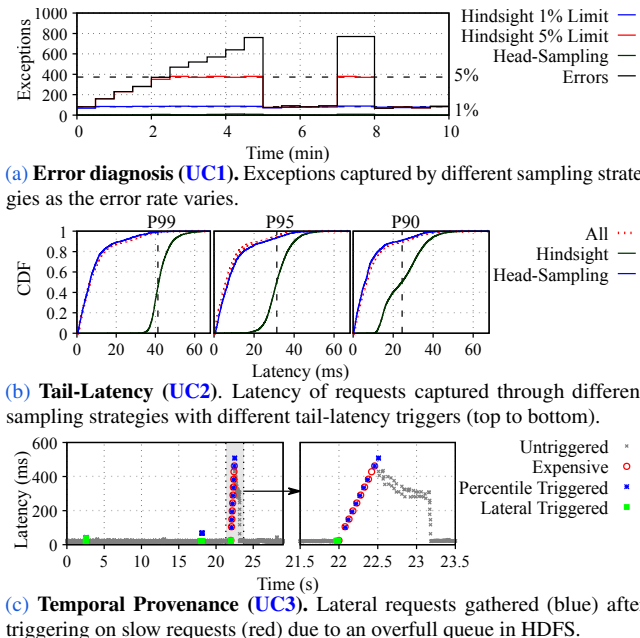 1000
800
600
400
200
0
Exceptions
0 2 4 6 8 10
Time (min)
5%
1%
Hindsight 1% Limit
Hindsight 5% Limit
Head-Sampling
Errors
(a) Error diagnosis (UC1). Exceptions captured by different sampling strate-
gies as the error rate varies.
P99 P95 P90
1
0.8
0.6
0.4
0.2
0
CDF
0 20 40 60 0 20 40 60 0 20 40 60
Latency (ms)
All
Hindsight
Head-Sampling
(b) Tail-Latency (UC2). Latency of requests captured through different
sampling strategies with different tail-latency triggers (top to bottom).
600
400
200
0
Latency (ms)
0 5 10 15 20 25 21.5 22 22.5 23 23.5
Time (s)
Untriggered
Expensive
Percentile Triggered
Lateral Triggered
(c) Temporal Provenance (UC3). Lateral requests gathered (blue) after
triggering on slow requests (red) due to an overfull queue in HDFS.